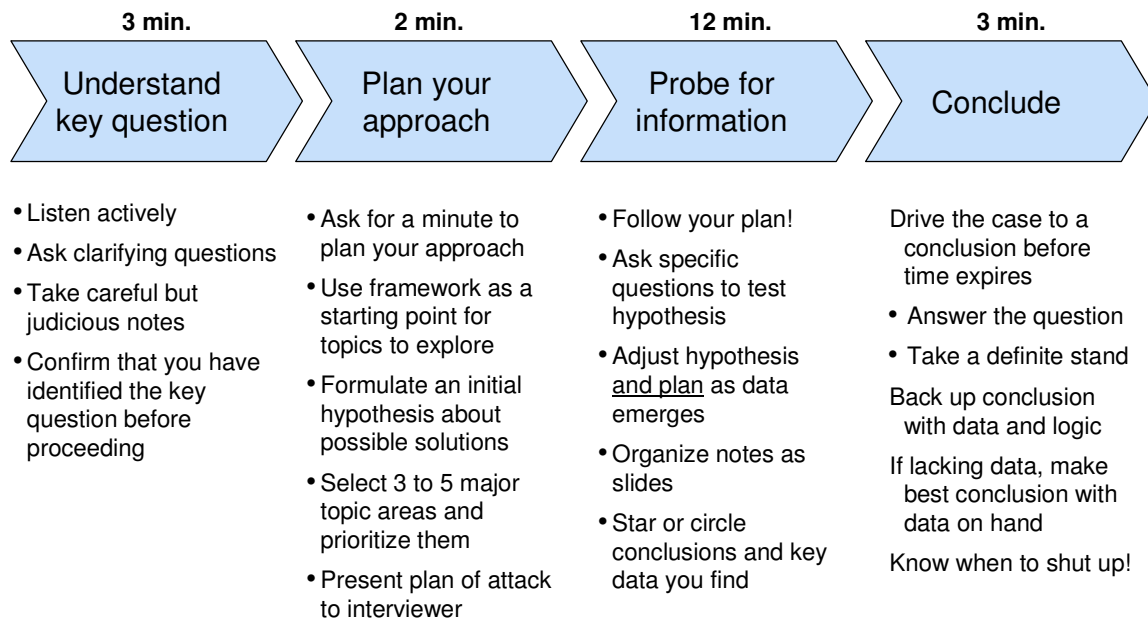 3 min.
Understand
key question
• Listen actively
• Ask clarifying questions
• Take careful but
judicious notes
• Confirm that you have
identified the key
question before
proceeding
2 min.
Plan your
approach
• Ask for a minute to
plan your approach
• Use framework as a
starting point for
topics to explore
• Formulate an initial
hypothesis about
possible solutions
• Select 3 to 5 major
topic areas and
prioritize them
• Present plan of attack
to interviewer
12 min.
Probe for
information
• Follow your plan!
• Ask specific
questions to test
hypothesis
• Adjust hypothesis
and plan as data
emerges
• Organize notes as
slides
• Star or circle
conclusions and key
data you find
3 min.
Conclude
Drive the case to a
conclusion before
time expires
• Answer the question
• Take a definite stand
Back up conclusion
with data and logic
If lacking data, make
best conclusion with
data on hand
Know when to shut up!